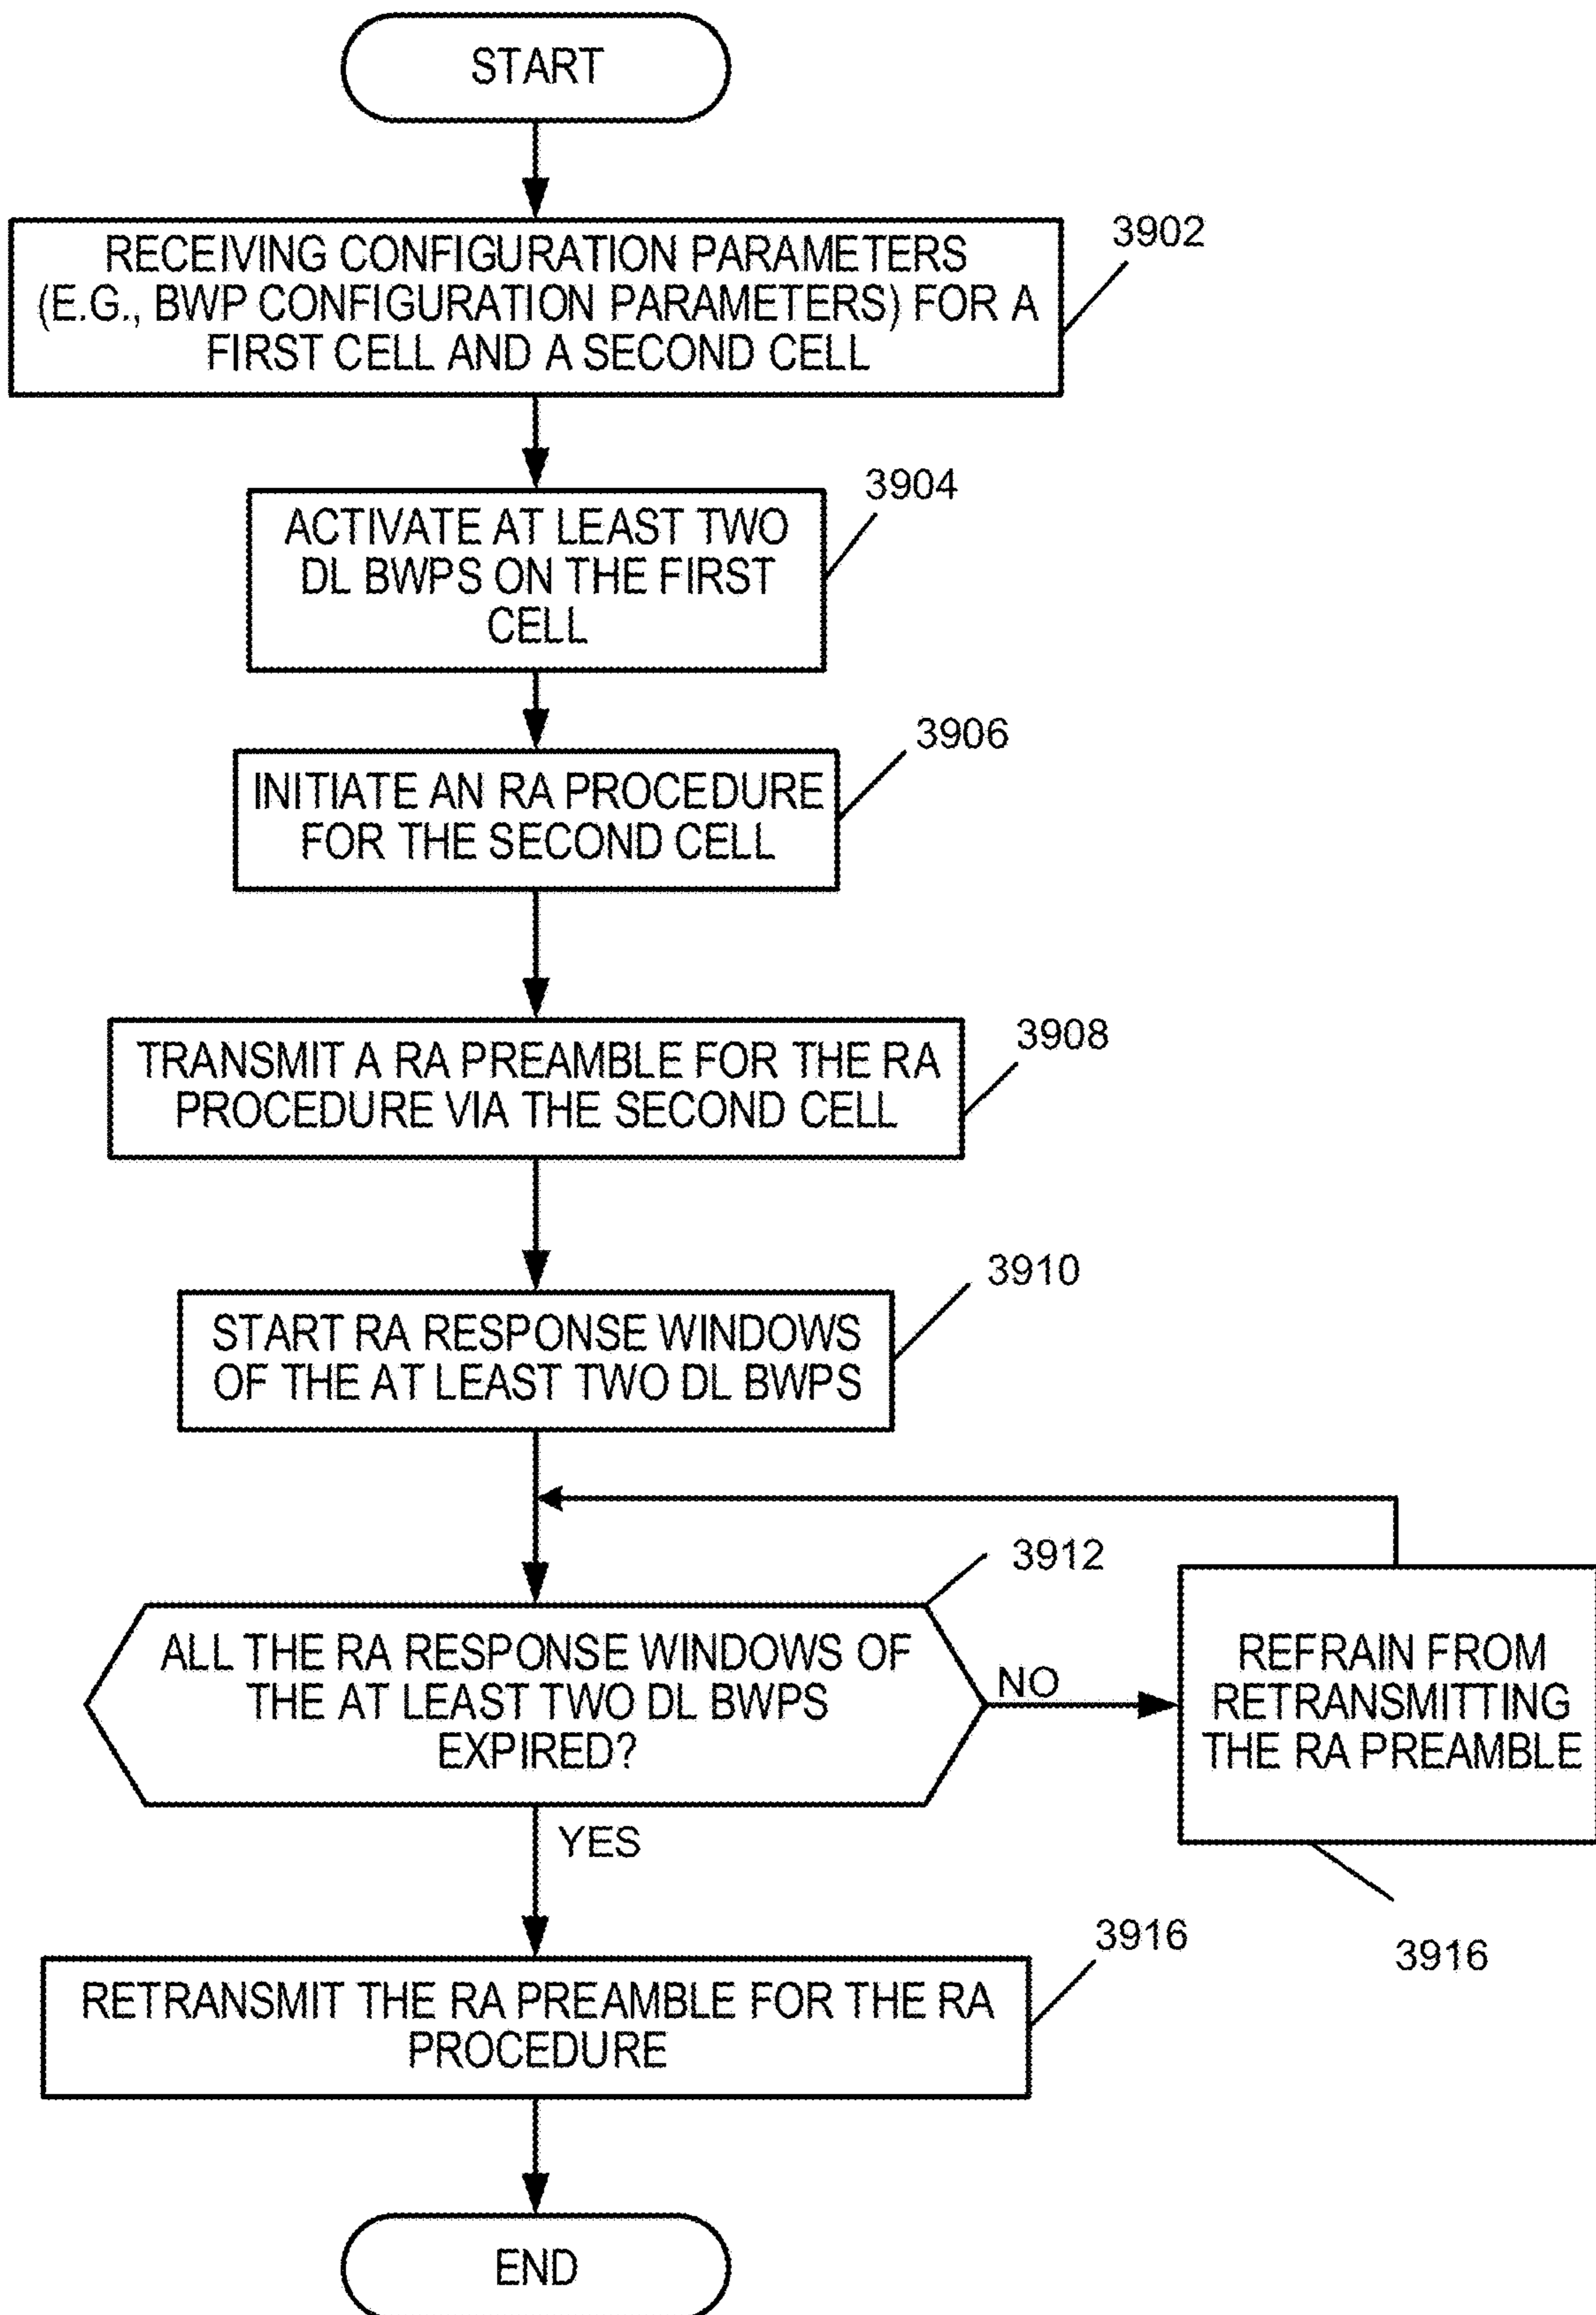 START
RECEIVING CONFIGURATION PARAMETERS
(E.G., BWP CONFIGURATION PARAMETERS) FOR A
FIRST CELL AND A SECOND CELL
3902
ACTIVATE AT LEAST TWO
DL BWPS ON THE FIRST
CELL
3904
INITIATE AN RA PROCEDURE
FOR THE SECOND CELL
3906
TRANSMIT A RA PREAMBLE FOR THE RA
PROCEDURE VIA THE SECOND CELL
3908
START RA RESPONSE WINDOWS
OF THE AT LEAST TWO DL BWPS
3910
ALL THE RA RESPONSE WINDOWS OF
THE AT LEAST TWO DL BWPS
EXPIRED?
3912
NO
REFRAIN FROM
RETRANSMITTING
THE RA PREAMBLE
3916
YES
RETRANSMIT THE RA PREAMBLE FOR THE RA
PROCEDURE
3916
END